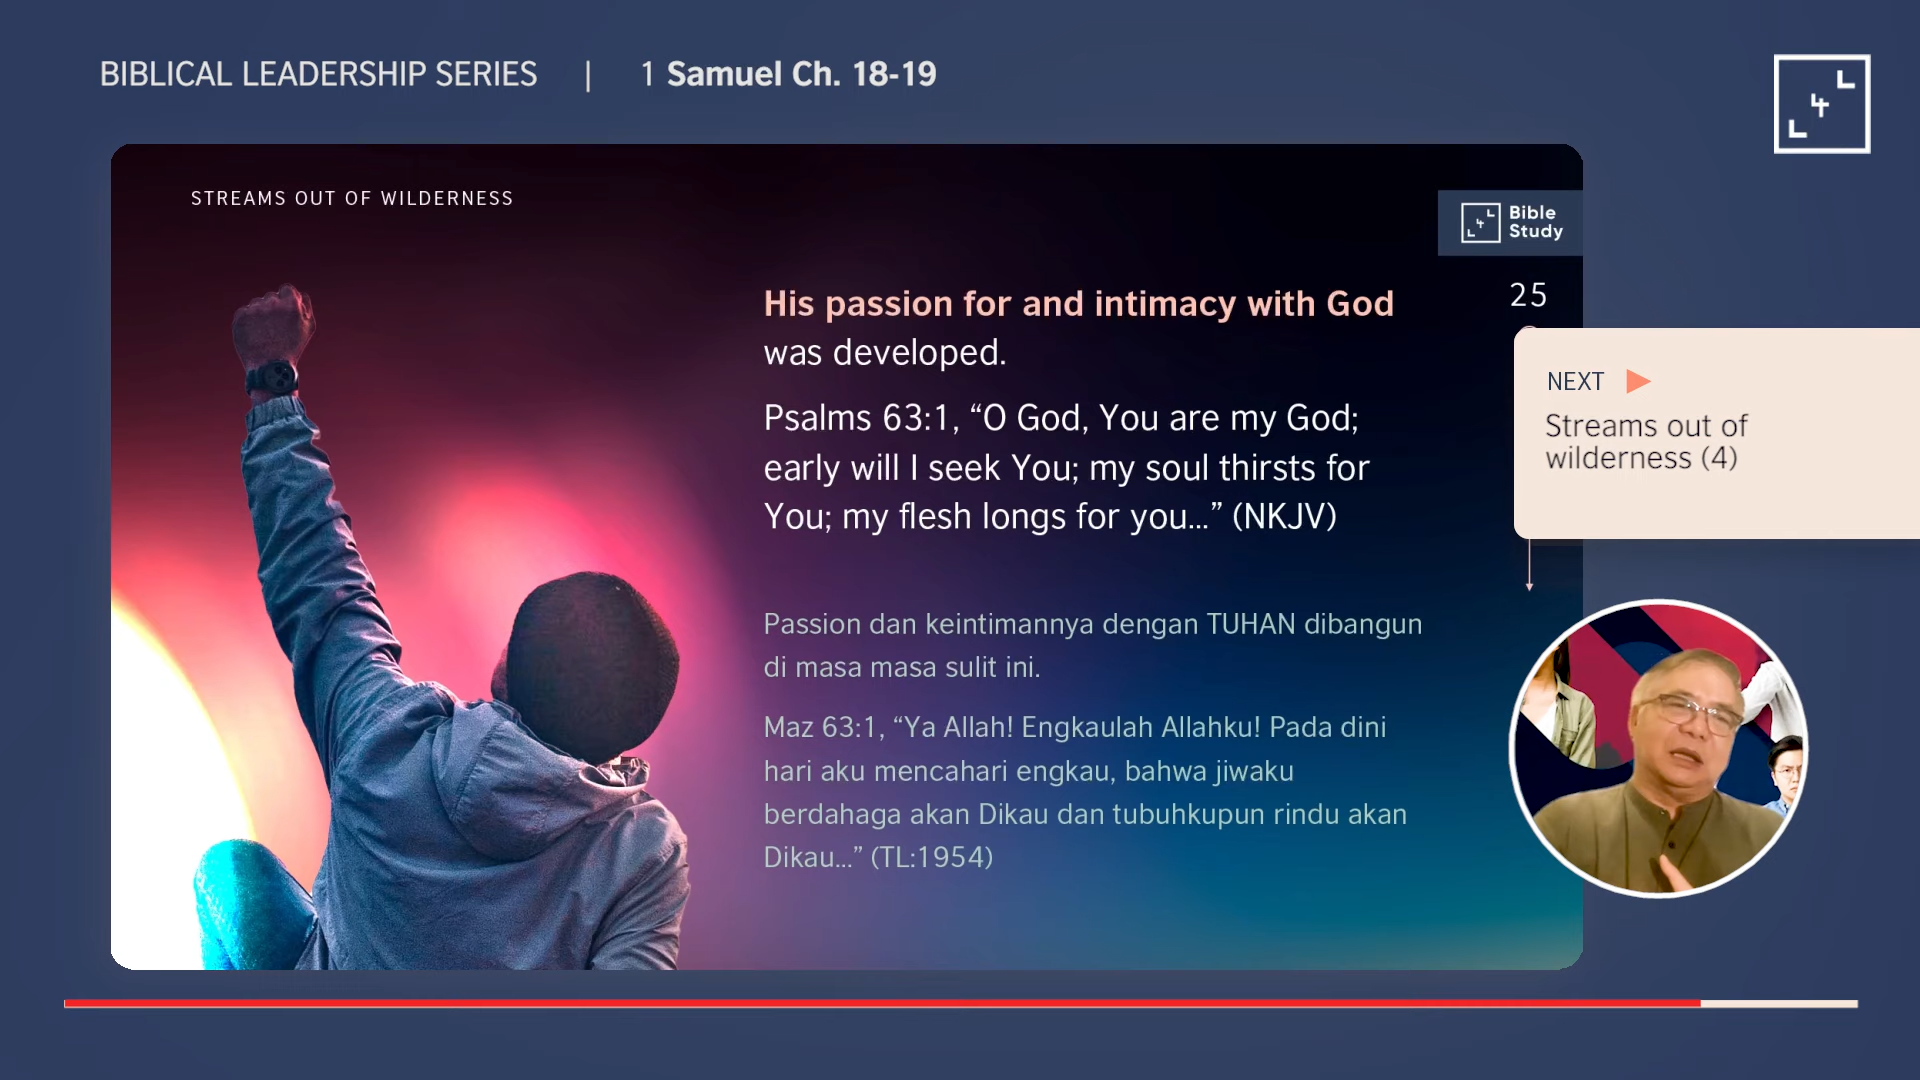 BIBLICAL LEADERSHIP SERIES | 1 Samuel Ch. 18-19
STREAMS OUT OF WILDERNESS
Bible
Study
25
His passion for and intimacy with God
was developed.
Psalms 63:1, “O God, You are my God;
early will I seek You; my soul thirsts for
You; my flesh longs for you...” (NKJV)
Passion dan keintimannya dengan TUHAN dibangun
di masa masa sulit ini.
Maz 63:1, “Ya Allah! Engkaulah Allahku! Pada dini
hari aku mencahari engkau, bahwa jiwaku
berdahaga akan Dikau dan tubuhkupun rindu akan
Dikau...” (TL:1954)
NEXT
Streams out of
wilderness (4)